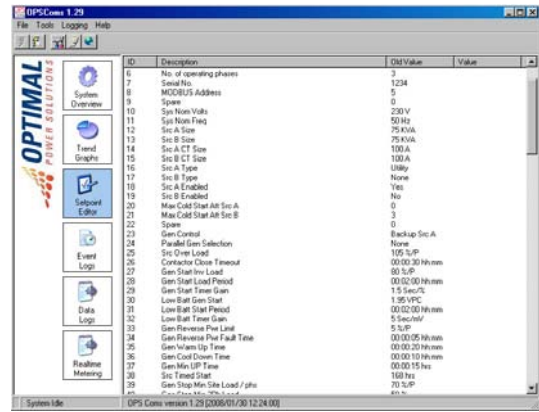 OPSComs 1.29
File Tools Logging Help
OPTIMAL
POWER SOLUTIONS
System Overview
Trend Graphs
Setpoint Editor
Event Logs
Data Logs
Realtime Metering
ID Description Old Value Value
6 No. of operating phases 3
7 Serial No. 1234
8 MODBUS Address 5
9 Spare 0
10 Sys Nom Volts 230 V
11 Sys Nom Freq 50 Hz
12 Src A Size 75 KVA
13 Src B Size 75 KVA
14 Src A CT Size 100 A
15 Src B CT Size 100 A
16 Src A Type Utility
17 Src B Type None
18 Src A Enabled Yes
19 Src B Enabled No
20 Max Cold Start Att Src A 0
21 Max Cold Start Att Src B 3
22 Spare 0
23 Gen Control Backup Src A
24 Parallel Gen Selection None
25 Src Over Load 105 %/P
26 Contactor Close Timeout 00:00:30 hh:mm
27 Gen Start Inv Load 80 %/P
28 Gen Start Load Period 00:02:00 hh:mm
29 Gen Start Timer Gain 1.5 Sec/%
30 Low Batt Gen Start 1.95 VPC
31 Low Batt Start Period 00:02:00 hh:mm
32 Low Batt Timer Gain 5 Sec/mV
33 Gen Reverse Pwr Limit 5 %/P
34 Gen Reverse Pwr Fault Time 00:00:05 hh:mm
35 Gen Warm Up Time 00:00:20 hh:mm
36 Gen Cool Down Time 00:00:10 hh:mm
37 Gen Min UP Time 00:00:15 hrs
38 Src Timed Start 168 hrs
39 Gen Stop Min Site Load / phs 70 %/P
System Idle
OPS Coms version 1.29 [2008/01/30 12:24:00]